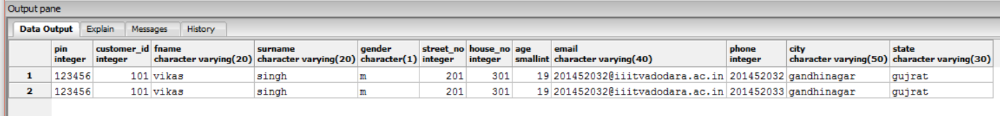 Output pane
Data Output Explain Messages History
pin customer_id fname surname gender street_no house_no age email phone city state
integer integer character varying(20) character varying(20) character(1) integer integer smallint character varying(40) integer character varying(50) character varying(30)
1 123456 101 vikas singh m 201 301 19 201452032@iiitvadodara.ac.in 201452032 gandhinagar gujrat
2 123456 101 vikas singh m 201 301 19 201452032@iiitvadodara.ac.in 201452033 gandhinagar gujrat